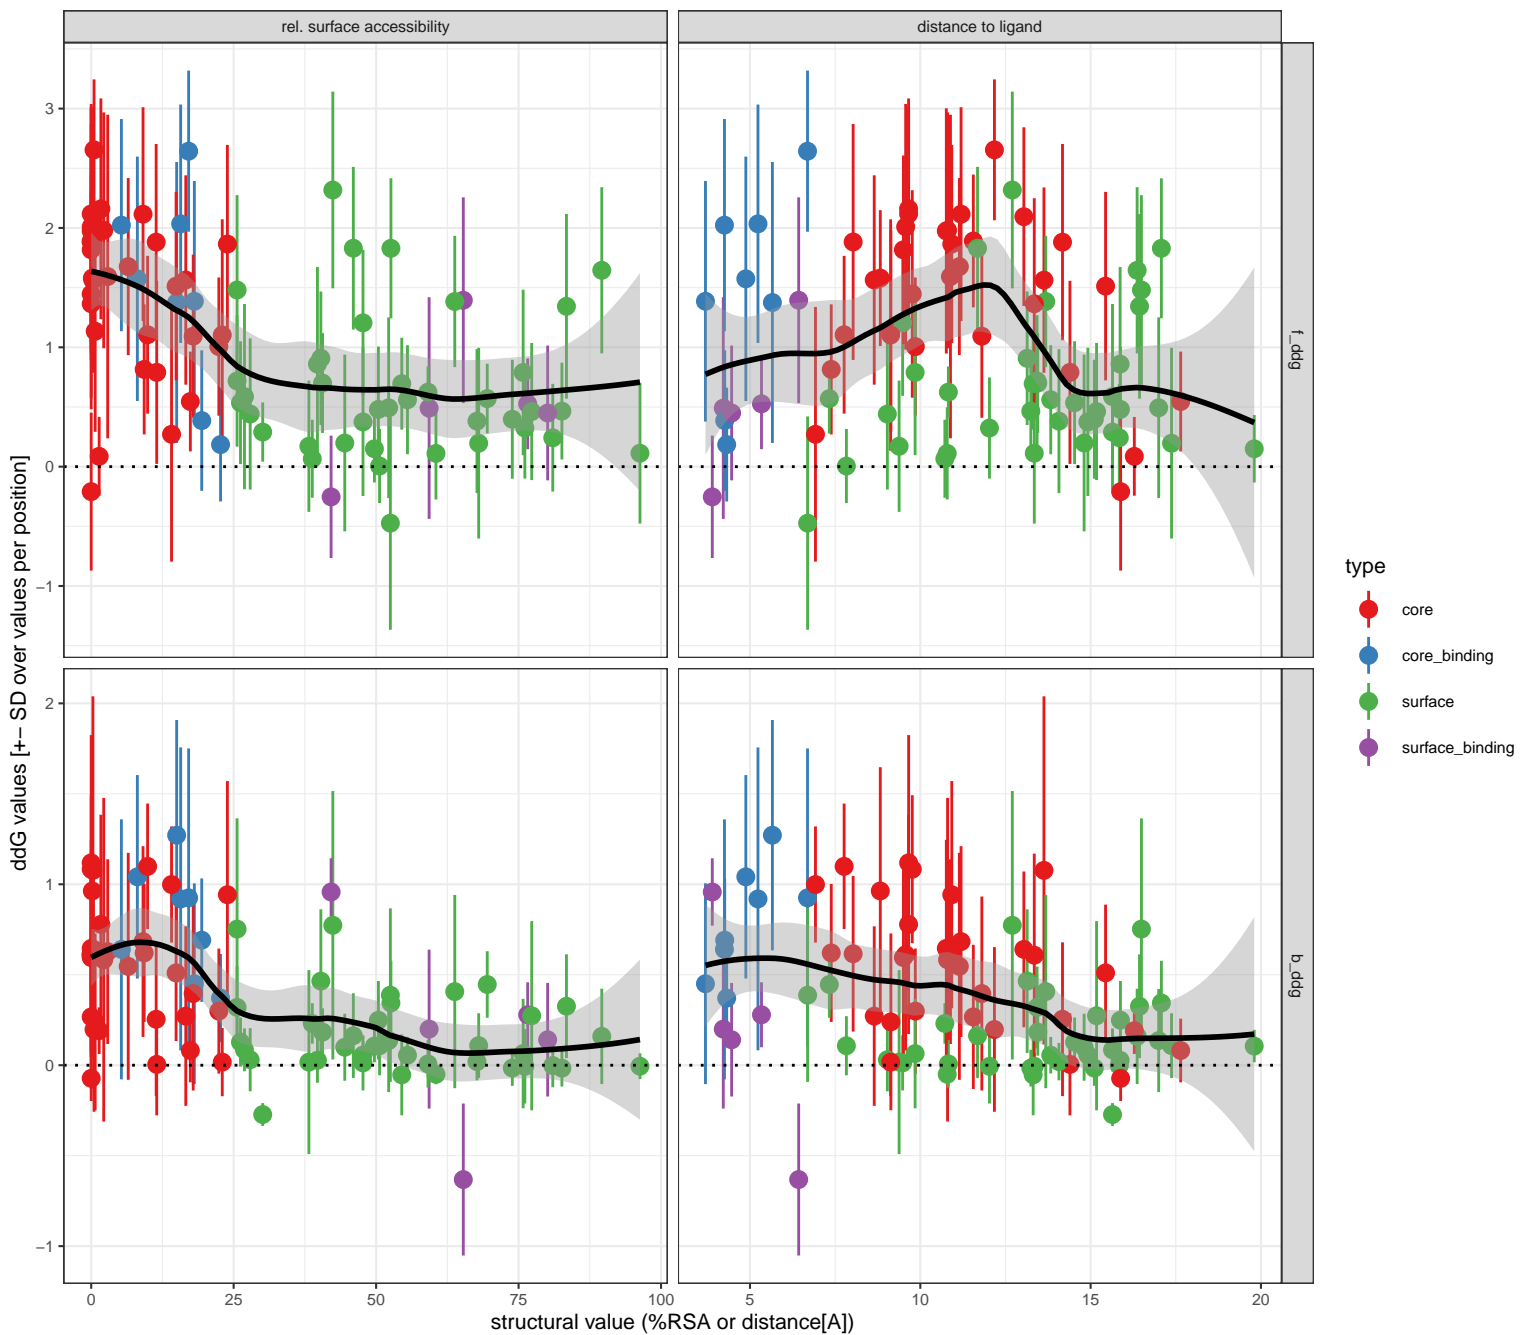 rel. surface accessibility
distance to ligand
ddG values [+− SD over values per position]
3
2
1
0
−1
f_ddg
2
1
0
−1
b_ddg
0
25
50
75
100
5
10
15
20
structural value (%RSA or distance[A])
type
core
core_binding
surface
surface_binding